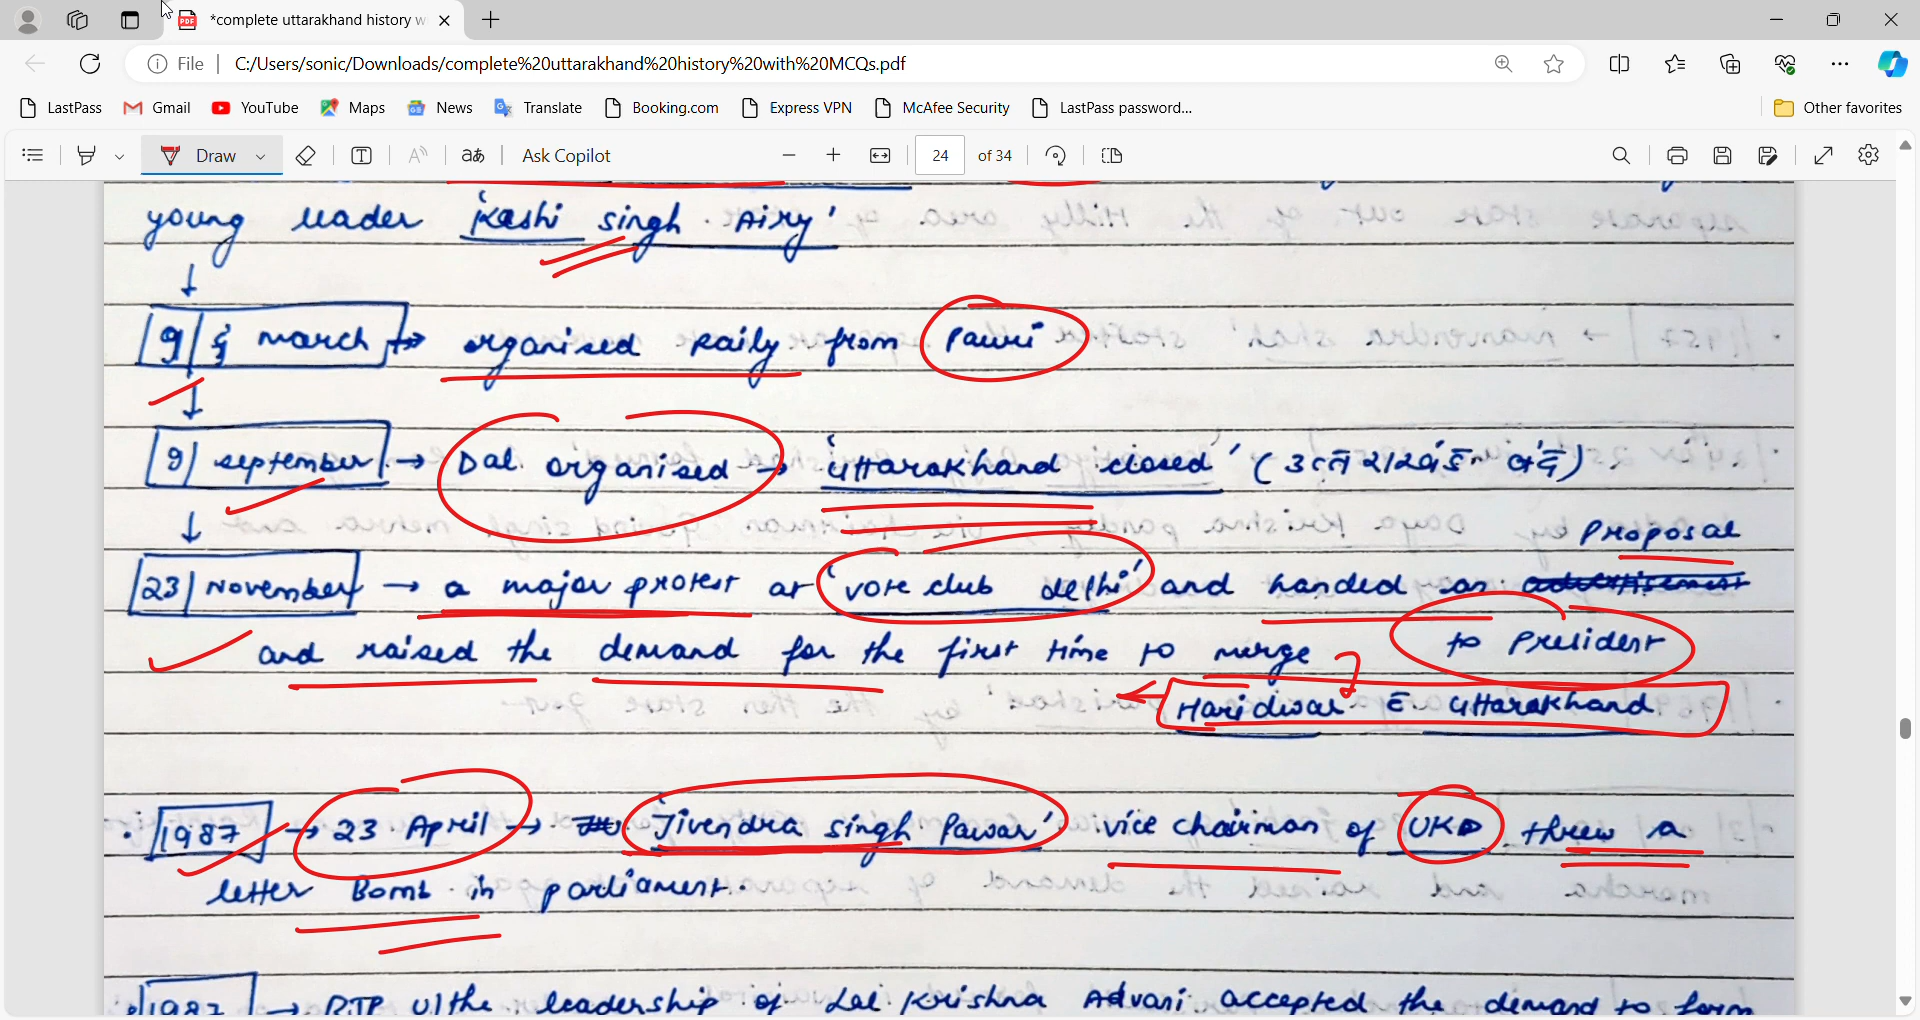 *complete uttarakhand history w
File
C:/Users/sonic/Downloads/complete%20uttarakhand%20history%20with%20MCQs.pdf
LastPass Gmail YouTube Maps News Translate Booking.com Express VPN McAfee Security LastPass password... Other favorites
Draw aあ Ask Copilot 24 of 34
young leader 'Kashi singh Airy'
↓
9 march → organised Raily from Pauri
↓
9 september → Dal organised → 'Uttarakhand closed' (उत्तराखंड बंद)
↓
Proposal
23 November → a major protest at 'vote club delhi' and handed an
and raised the demand for the first time to merge to President
Haridwar Ē Uttarakhand
1987 → 23 April → 'Jivendra singh Pawar' vice chairman of UKD threw a
letter Bomb in parliament.
1987 → BJP U/the leadership of Lal Krishna Advani accepted the demand to form